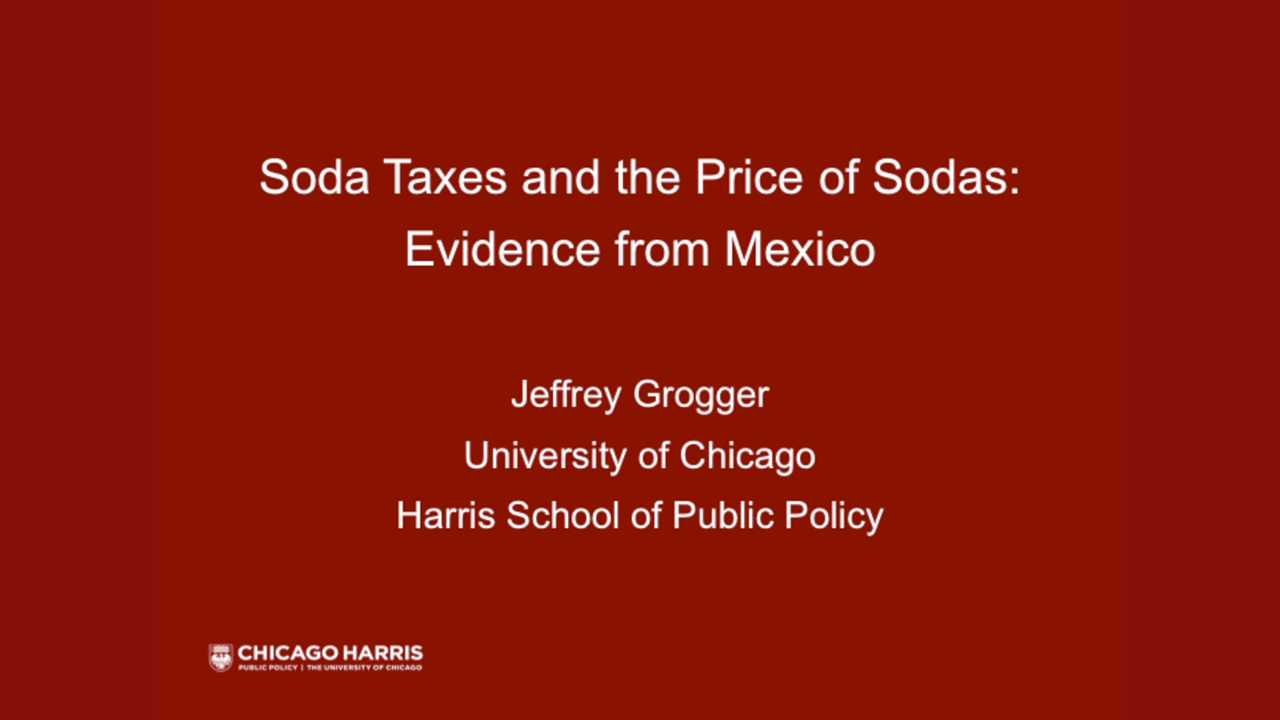 Soda Taxes and the Price of Sodas:
Evidence from Mexico
Jeffrey Grogger
University of Chicago
Harris School of Public Policy
CHICAGO HARRIS
PUBLIC POLICY | THE UNIVERSITY OF CHICAGO